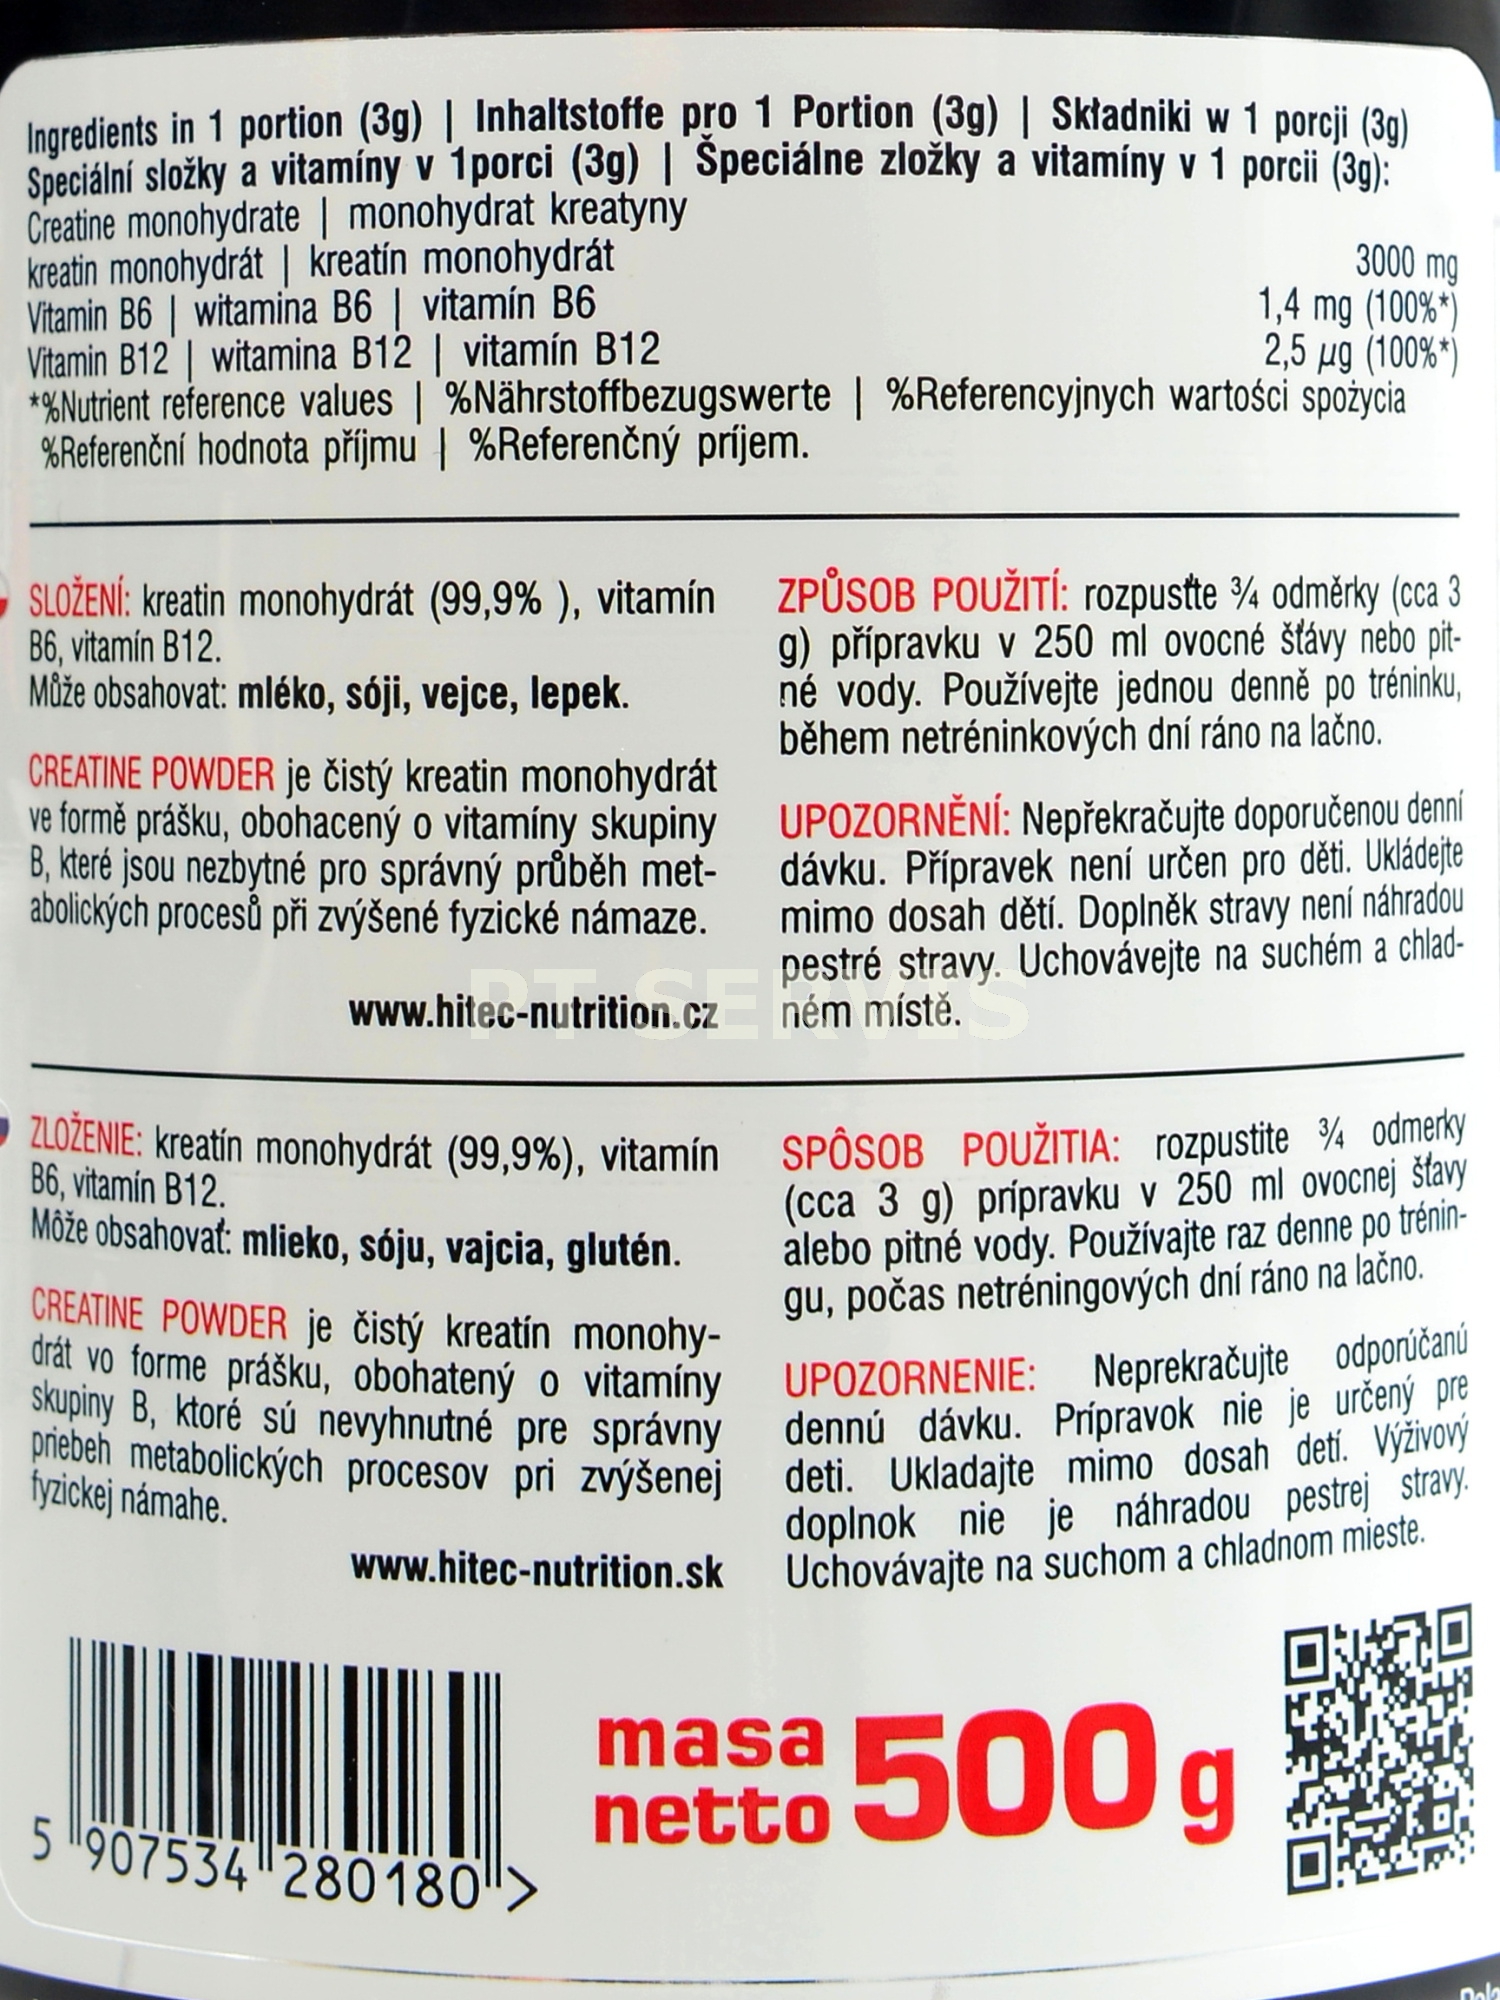 Ingredients in 1 portion (3g) | Inhaltstoffe pro 1 Portion (3g) | Składniki w 1 porcji (3g)
Speciální složky a vitamíny v 1porci (3g) | Špeciálne zložky a vitamíny v 1 porcii (3g):
Creatine monohydrate | monohydrat kreatyny
kreatin monohydrát | kreatín monohydrát 3000 mg
Vitamin B6 | witamina B6 | vitamín B6 1,4 mg (100%*)
Vitamin B12 | witamina B12 | vitamín B12 2,5 µg (100%*)
*%Nutrient reference values | %Nährstoffbezugswerte | %Referencyjnych wartości spożycia
%Referenční hodnota příjmu | %Referenčný príjem.
SLOŽENÍ: kreatin monohydrát (99,9% ), vitamín
B6, vitamín B12.
Může obsahovat: mléko, sóji, vejce, lepek.
CREATINE POWDER je čistý kreatin monohydrát
ve formě prášku, obohacený o vitamíny skupiny
B, které jsou nezbytné pro správný průběh met-
abolických procesů při zvýšené fyzické námaze.
www.hitec-nutrition.cz
ZPŮSOB POUŽITÍ: rozpusťte ¾ odměrky (cca 3
g) přípravku v 250 ml ovocné šťávy nebo pit-
né vody. Používejte jednou denně po tréninku,
během netréninkových dní ráno na lačno.
UPOZORNĚNÍ: Nepřekračujte doporučenou denní
dávku. Přípravek není určen pro děti. Ukládejte
mimo dosah dětí. Doplněk stravy není náhradou
pestré stravy. Uchovávejte na suchém a chlad-
ném místě.
PT SERVIS
ZLOŽENIE: kreatín monohydrát (99,9%), vitamín
B6, vitamín B12.
Môže obsahovať: mlieko, sóju, vajcia, glutén.
CREATINE POWDER je čistý kreatín monohy-
drát vo forme prášku, obohatený o vitamíny
skupiny B, ktoré sú nevyhnutné pre správny
priebeh metabolických procesov pri zvýšenej
fyzickej námahe.
www.hitec-nutrition.sk
SPÔSOB POUŽITIA: rozpustite ¾ odmerky
(cca 3 g) prípravku v 250 ml ovocnej šťavy
alebo pitné vody. Používajte raz denne po trénin-
gu, počas netréningových dní ráno na lačno.
UPOZORNENIE: Neprekračujte odporúčanú
dennú dávku. Prípravok nie je určený pre
deti. Ukladajte mimo dosah detí. Výživový
doplnok nie je náhradou pestrej stravy.
Uchovávajte na suchom a chladnom mieste.
5 907534 280180 >
masa
netto 500 g